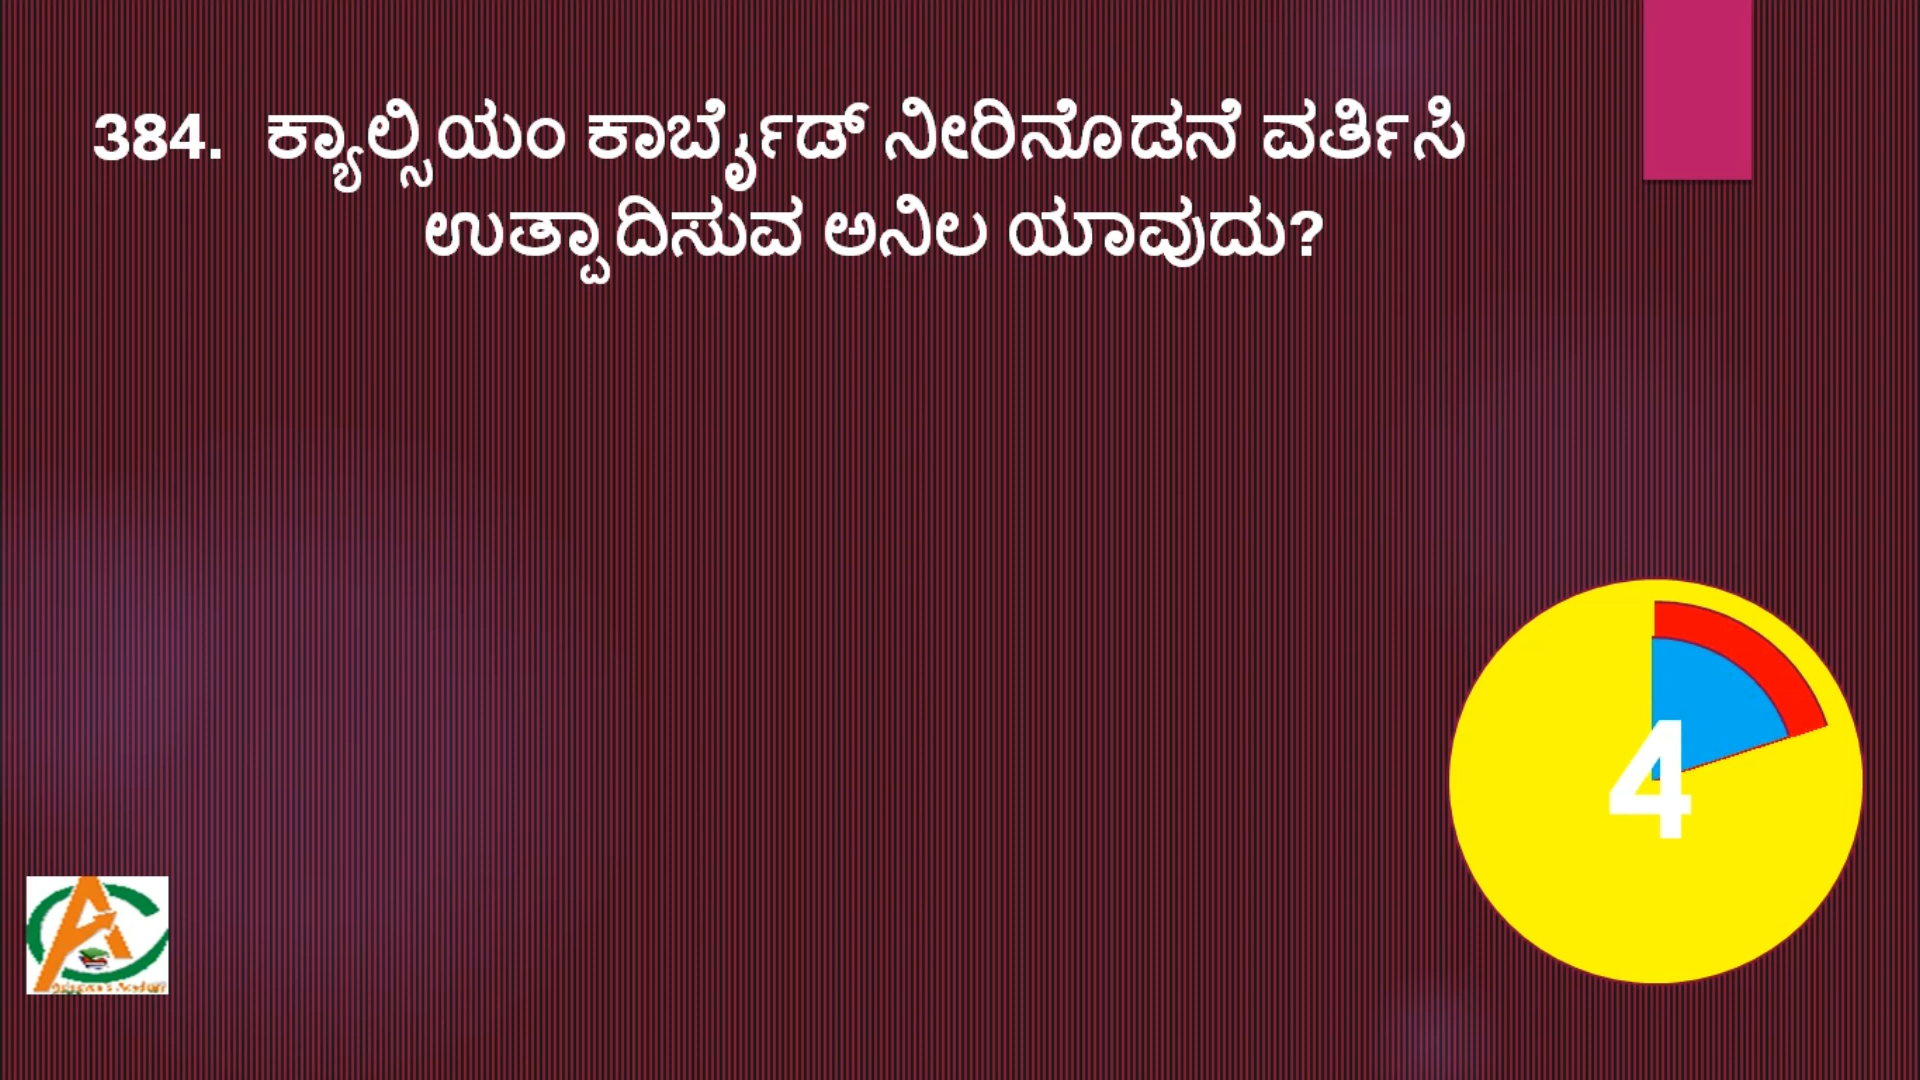 384. ಕ್ಯಾಲ್ಸಿಯಂ ಕಾರ್ಬೈಡ್ ನೀರಿನೊಡನೆ ವರ್ತಿಸಿ
ಉತ್ಪಾದಿಸುವ ಅನಿಲ ಯಾವುದು?
4